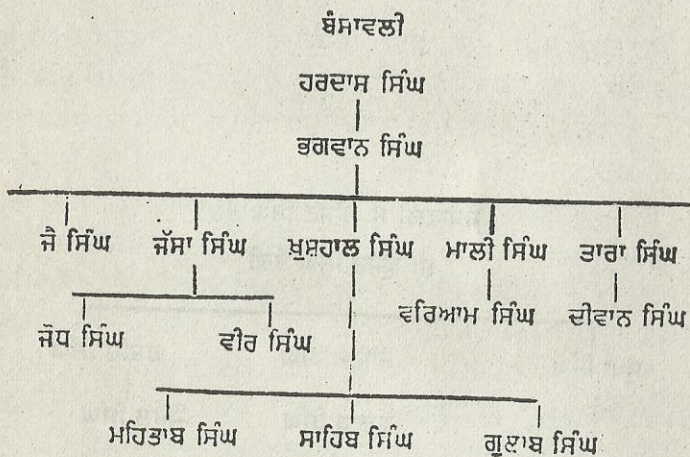 ਬੰਸਾਵਲੀ
ਹਰਦਾਸ ਸਿੰਘ
ਭਗਵਾਨ ਸਿੰਘ
ਜੈ ਸਿੰਘ ਜੱਸਾ ਸਿੰਘ ਖ਼ੁਸ਼ਹਾਲ ਸਿੰਘ ਮਾਲੀ ਸਿੰਘ ਤਾਰਾ ਸਿੰਘ
ਵਰਿਆਮ ਸਿੰਘ ਦੀਵਾਨ ਸਿੰਘ
ਜੋਧ ਸਿੰਘ ਵੀਰ ਸਿੰਘ
ਮਹਿਤਾਬ ਸਿੰਘ ਸਾਹਿਬ ਸਿੰਘ ਗੁਲਾਬ ਸਿੰਘ